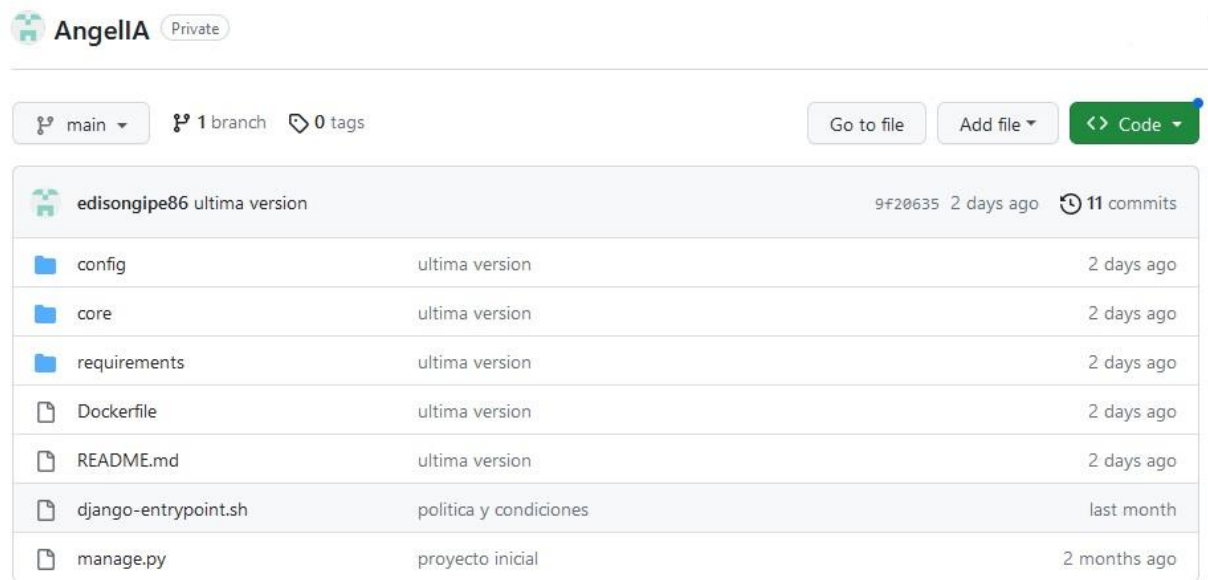 AngelIA Private
main 1 branch 0 tags Go to file Add file <> Code
edisongipe86 ultima version 9f20635 2 days ago 11 commits
config ultima version 2 days ago
core ultima version 2 days ago
requirements ultima version 2 days ago
Dockerfile ultima version 2 days ago
README.md ultima version 2 days ago
django-entrypoint.sh politica y condiciones last month
manage.py proyecto inicial 2 months ago